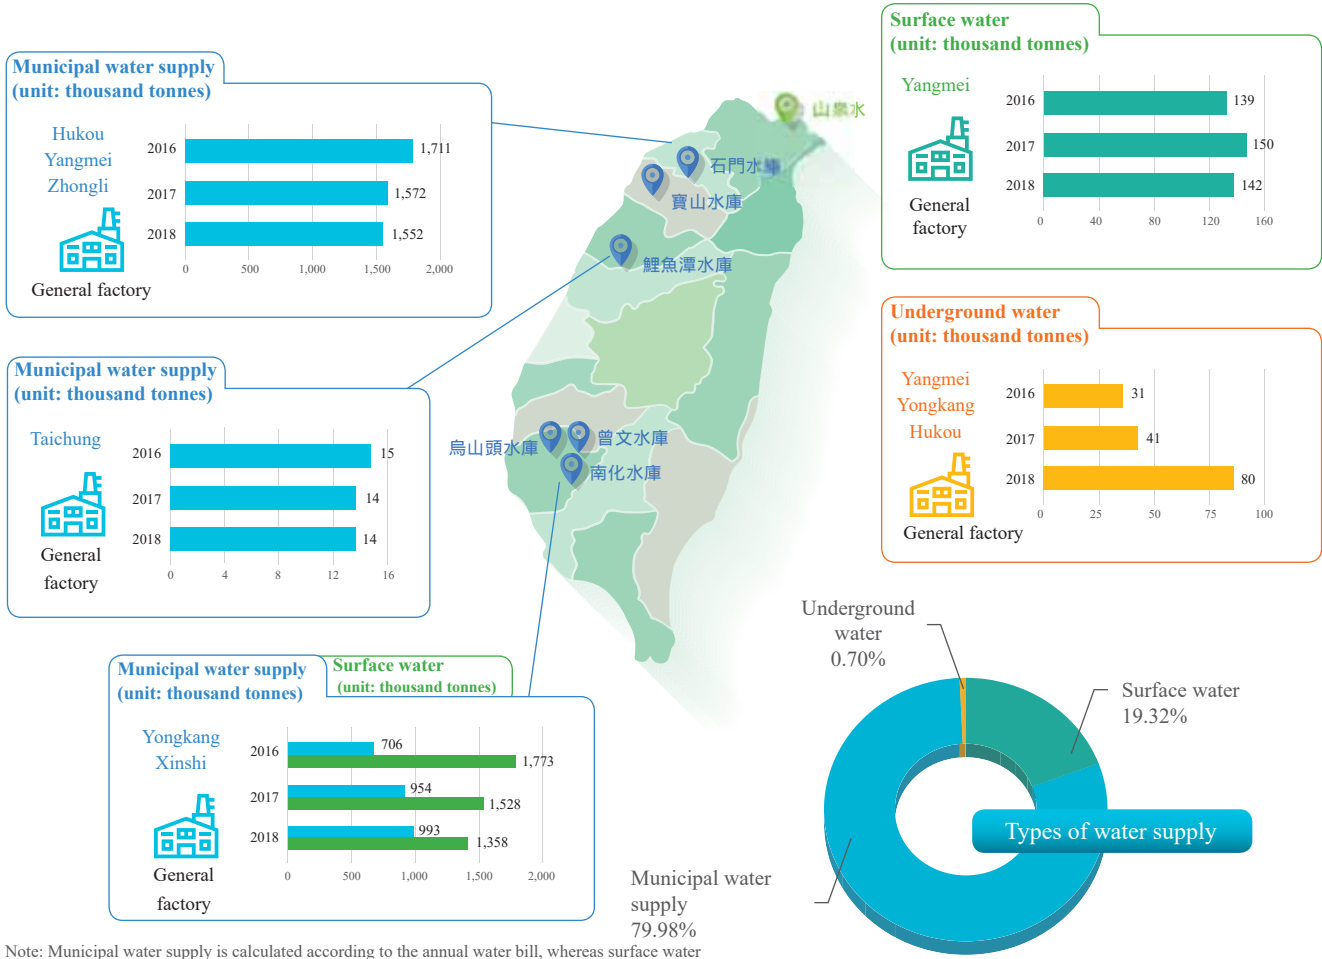 Municipal water supply
(unit: thousand tonnes)
Hukou
Yangmei
Zhongli
General factory
2016
1,711
2017
1,572
2018
1,552
0
500
1,000
1,500
2,000
Municipal water supply
(unit: thousand tonnes)
Taichung
General
factory
2016
15
2017
14
2018
14
0
4
8
12
16
Municipal water supply
(unit: thousand tonnes)
Surface water
(unit: thousand tonnes)
Yongkang
Xinshi
General
factory
2016
706
1,773
2017
954
1,528
2018
993
1,358
0
500
1,000
1,500
2,000
山泉水
石門水庫
寶山水庫
鯉魚潭水庫
烏山頭水庫
曾文水庫
南化水庫
Surface water
(unit: thousand tonnes)
Yangmei
General
factory
2016
139
2017
150
2018
142
0
40
80
120
160
Underground water
(unit: thousand tonnes)
Yangmei
Yongkang
Hukou
General factory
2016
31
2017
41
2018
80
0
25
50
75
100
Underground
water
0.70%
Surface water
19.32%
Types of water supply
Municipal water
supply
79.98%
Note: Municipal water supply is calculated according to the annual water bill, whereas surface water